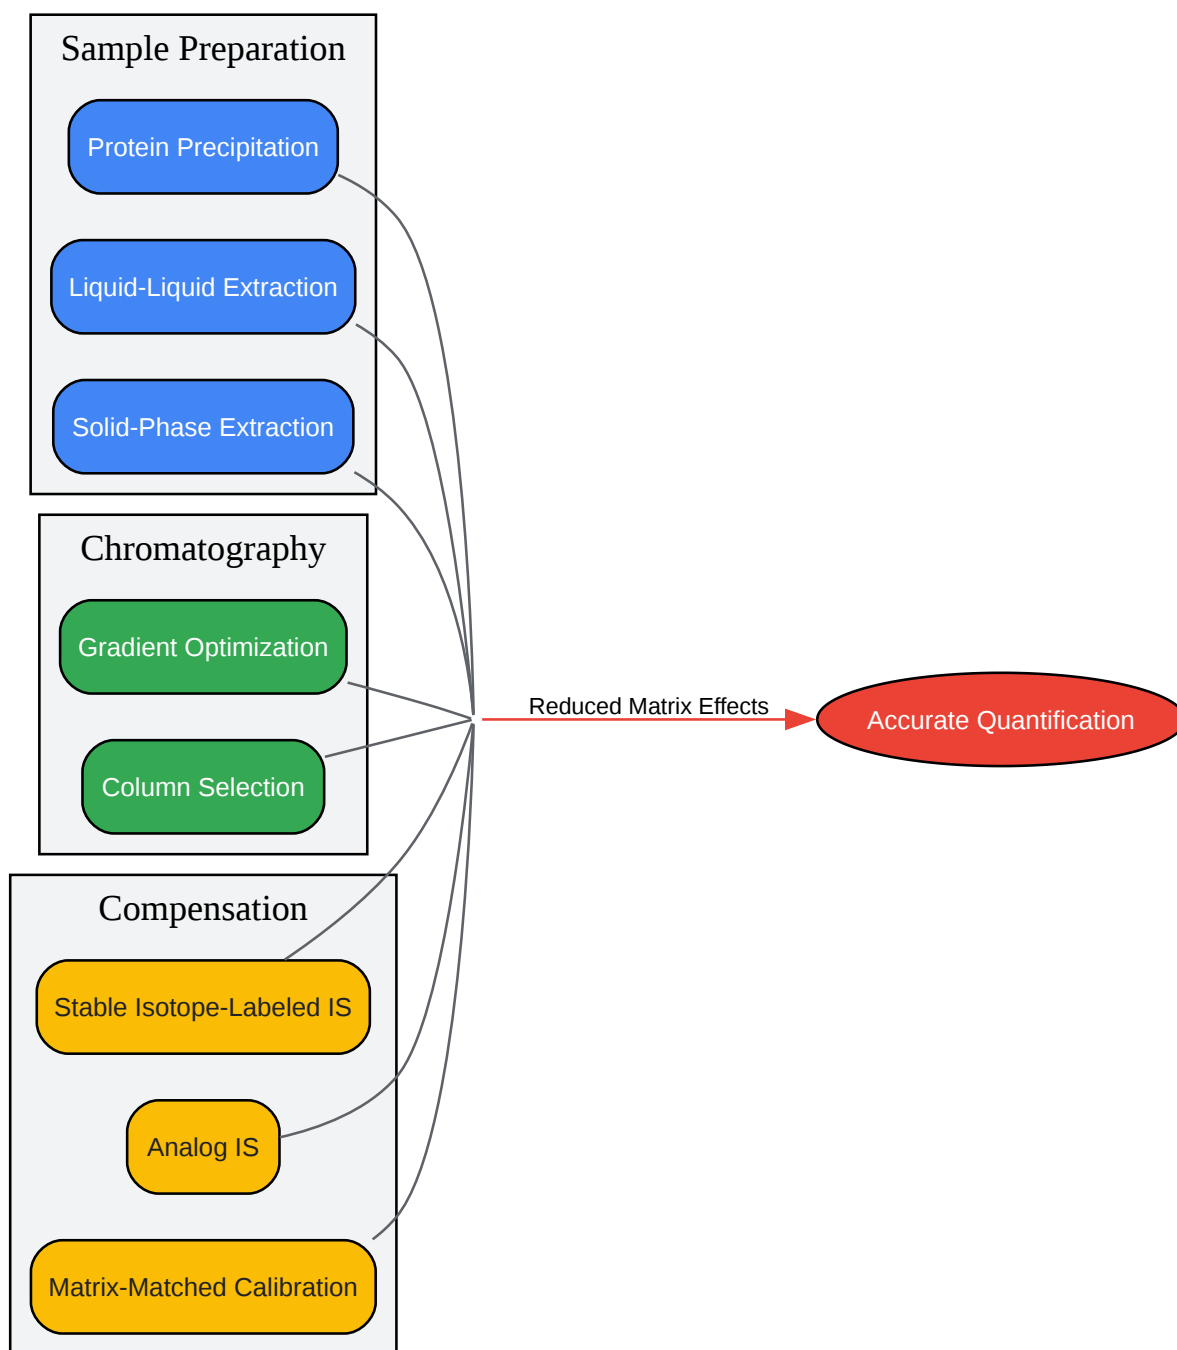 Sample Preparation
Protein Precipitation
Liquid-Liquid Extraction
Solid-Phase Extraction
Chromatography
Gradient Optimization
Column Selection
Compensation
Stable Isotope-Labeled IS
Analog IS
Matrix-Matched Calibration
Reduced Matrix Effects
Accurate Quantification